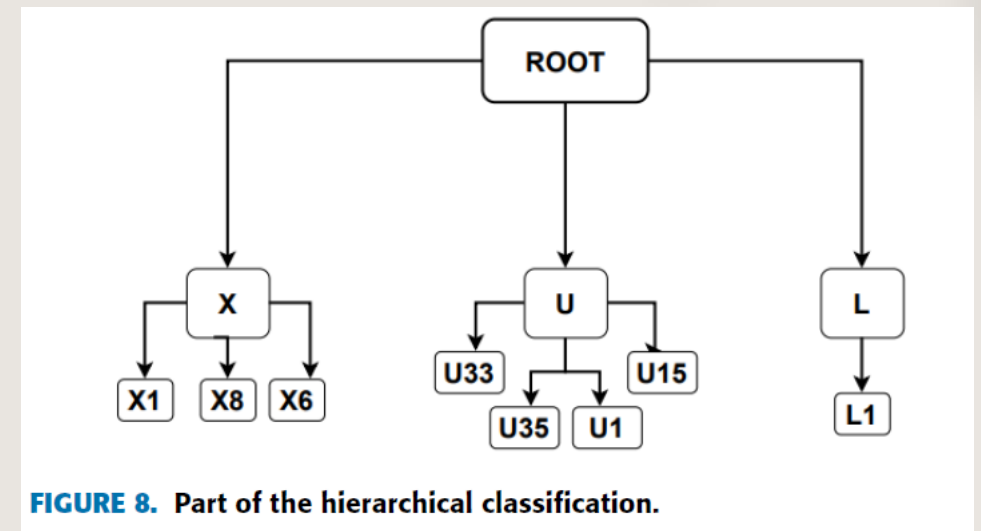 ROOT
X
U
L
U33
U15
X1
X8
X6
U35
U1
L1
FIGURE 8. Part of the hierarchical classification.